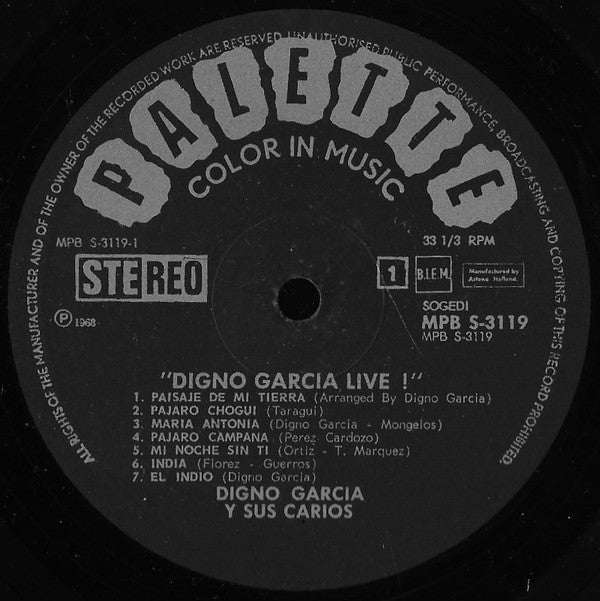 ALL RIGHTS OF THE MANUFACTURER AND OF THE OWNER OF THE RECORDED WORK ARE RESERVED. UNAUTHORISED PUBLIC PERFORMANCE, BROADCASTING AND COPYING OF THIS RECORD PROHIBITED.
PALETTE
COLOR IN MUSIC
MPB S-3119-1
33 1/3 RPM
STEREO
1
B.I.E.M.
Manufactured by
Artone Holland.
℗ 1968
SOGEDI
MPB S-3119
MPB S-3119
"DIGNO GARCIA LIVE !"
1. PAISAJE DE MI TIERRA (Arranged By Digno Garcia)
2. PAJARO CHOGUI (Taragui)
3. MARIA ANTONIA (Digno Garcia - Mongelos)
4. PAJARO CAMPANA (Perez Cardozo)
5. MI NOCHE SIN TI (Ortiz - T. Marquez)
6. INDIA (Florez - Guerros)
7. EL INDIO (Digno Garcia)
DIGNO GARCIA
Y SUS CARIOS